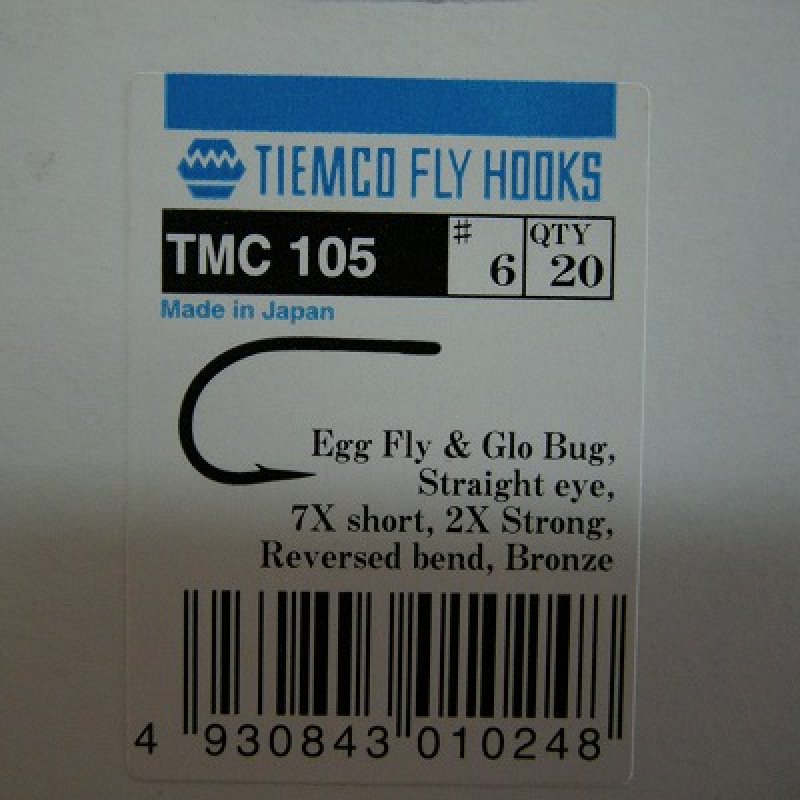 TIEMCO FLY HOOKS
TMC 105 # 6 QTY 20
Made in Japan
Egg Fly & Glo Bug,
Straight eye,
7X short, 2X Strong,
Reversed bend, Bronze
4 930843 010248